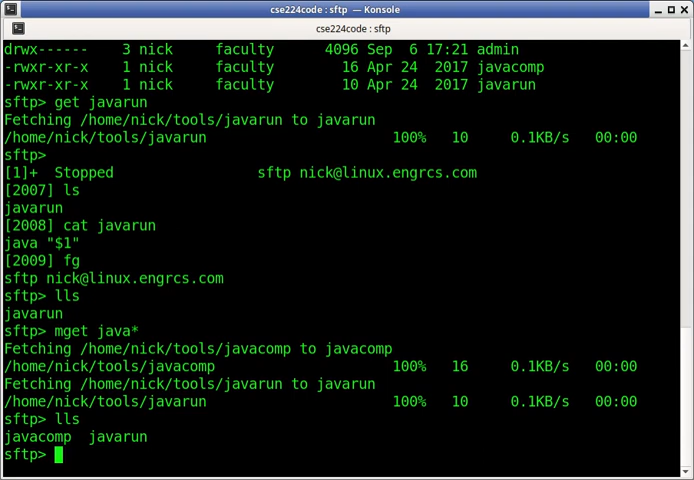 cse224code : sftp — Konsole
cse224code : sftp
drwx------    3 nick     faculty      4096 Sep  6 17:21 admin
-rwxr-xr-x    1 nick     faculty        16 Apr 24  2017 javacomp
-rwxr-xr-x    1 nick     faculty        10 Apr 24  2017 javarun
sftp> get javarun
Fetching /home/nick/tools/javarun to javarun
/home/nick/tools/javarun                      100%   10     0.1KB/s   00:00
sftp>
[1]+  Stopped                 sftp nick@linux.engrcs.com
[2007] ls
javarun
[2008] cat javarun
java "$1"
[2009] fg
sftp nick@linux.engrcs.com
sftp> lls
javarun
sftp> mget java*
Fetching /home/nick/tools/javacomp to javacomp
/home/nick/tools/javacomp                     100%   16     0.1KB/s   00:00
Fetching /home/nick/tools/javarun to javarun
/home/nick/tools/javarun                      100%   10     0.1KB/s   00:00
sftp> lls
javacomp  javarun
sftp>